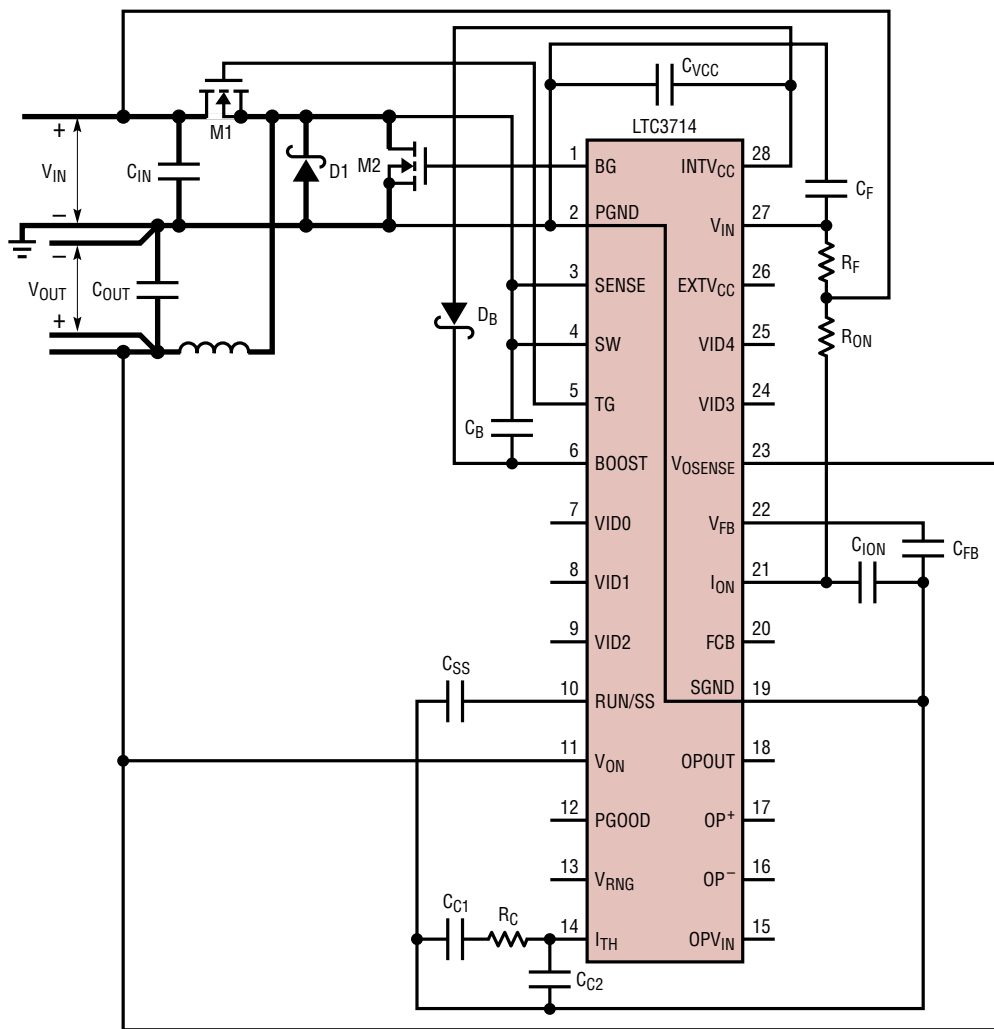 C_VCC
LTC3714
M1
+
V_IN
–
C_IN
D1
M2
–
V_OUT
+
C_OUT
D_B
C_B
C_F
R_F
R_ON
C_ION
C_FB
C_SS
C_C1
R_C
C_C2
1 BG
2 PGND
3 SENSE
4 SW
5 TG
6 BOOST
7 VID0
8 VID1
9 VID2
10 RUN/SS
11 V_ON
12 PGOOD
13 V_RNG
14 I_TH
INTV_CC 28
V_IN 27
EXTV_CC 26
VID4 25
VID3 24
V_OSENSE 23
V_FB 22
I_ON 21
FCB 20
SGND 19
OPOUT 18
OP⁺ 17
OP⁻ 16
OPV_IN 15